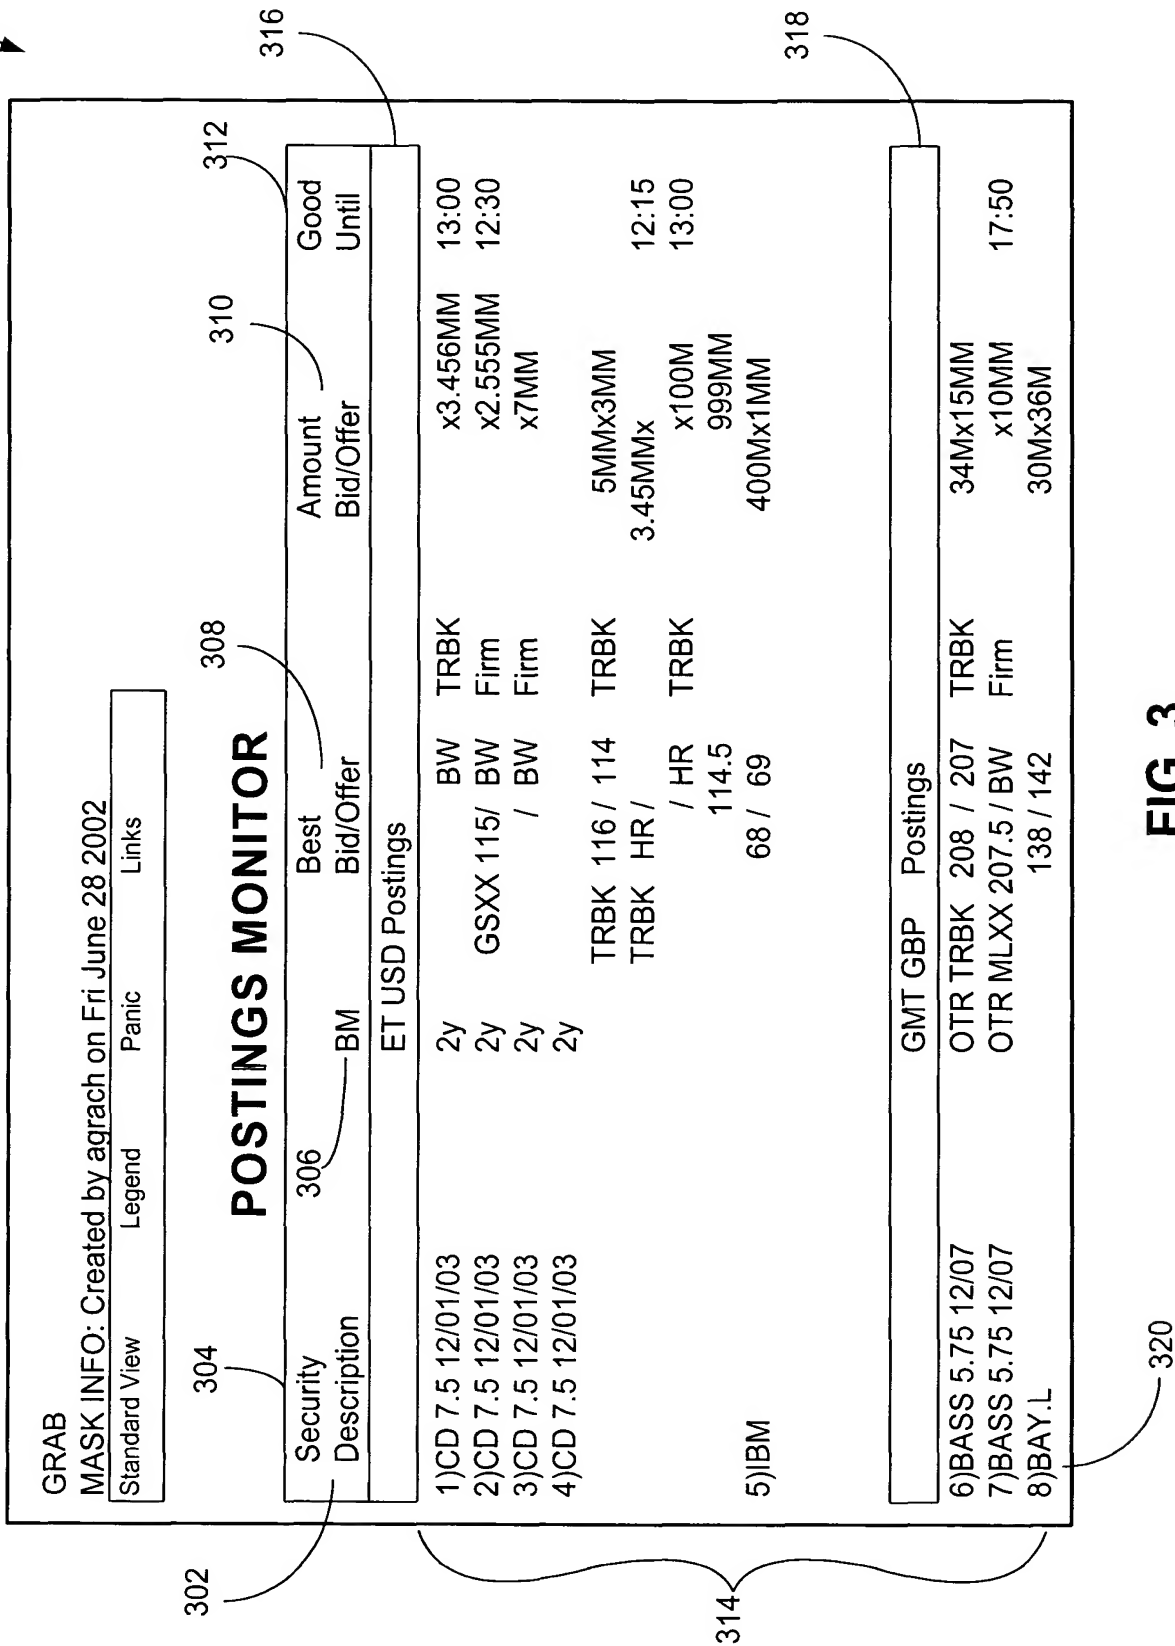 GRAB
MASK INFO: Created by agrach on Fri June 28 2002
Standard View Legend Panic Links
POSTINGS MONITOR
302
304
306
308
310
312
Security Best Amount Good
Description BM Bid/Offer Bid/Offer Until
ET USD Postings
316
1)CD 7.5 12/01/03 2y BW TRBK x3.456MM 13:00
2)CD 7.5 12/01/03 2y GSXX 115/ BW Firm x2.555MM 12:30
3)CD 7.5 12/01/03 2y / BW Firm x7MM
4)CD 7.5 12/01/03 2y
TRBK 116 / 114 TRBK 5MMx3MM
TRBK HR / 3.45MMx 12:15
/ HR TRBK x100M 13:00
114.5 999MM
5)IBM 68 / 69 400Mx1MM
314
GMT GBP Postings
318
6)BASS 5.75 12/07 OTR TRBK 208 / 207 TRBK 34Mx15MM
7)BASS 5.75 12/07 OTR MLXX 207.5 / BW Firm x10MM 17:50
8)BAY.L 138 / 142 30Mx36M
320
FIG. 3